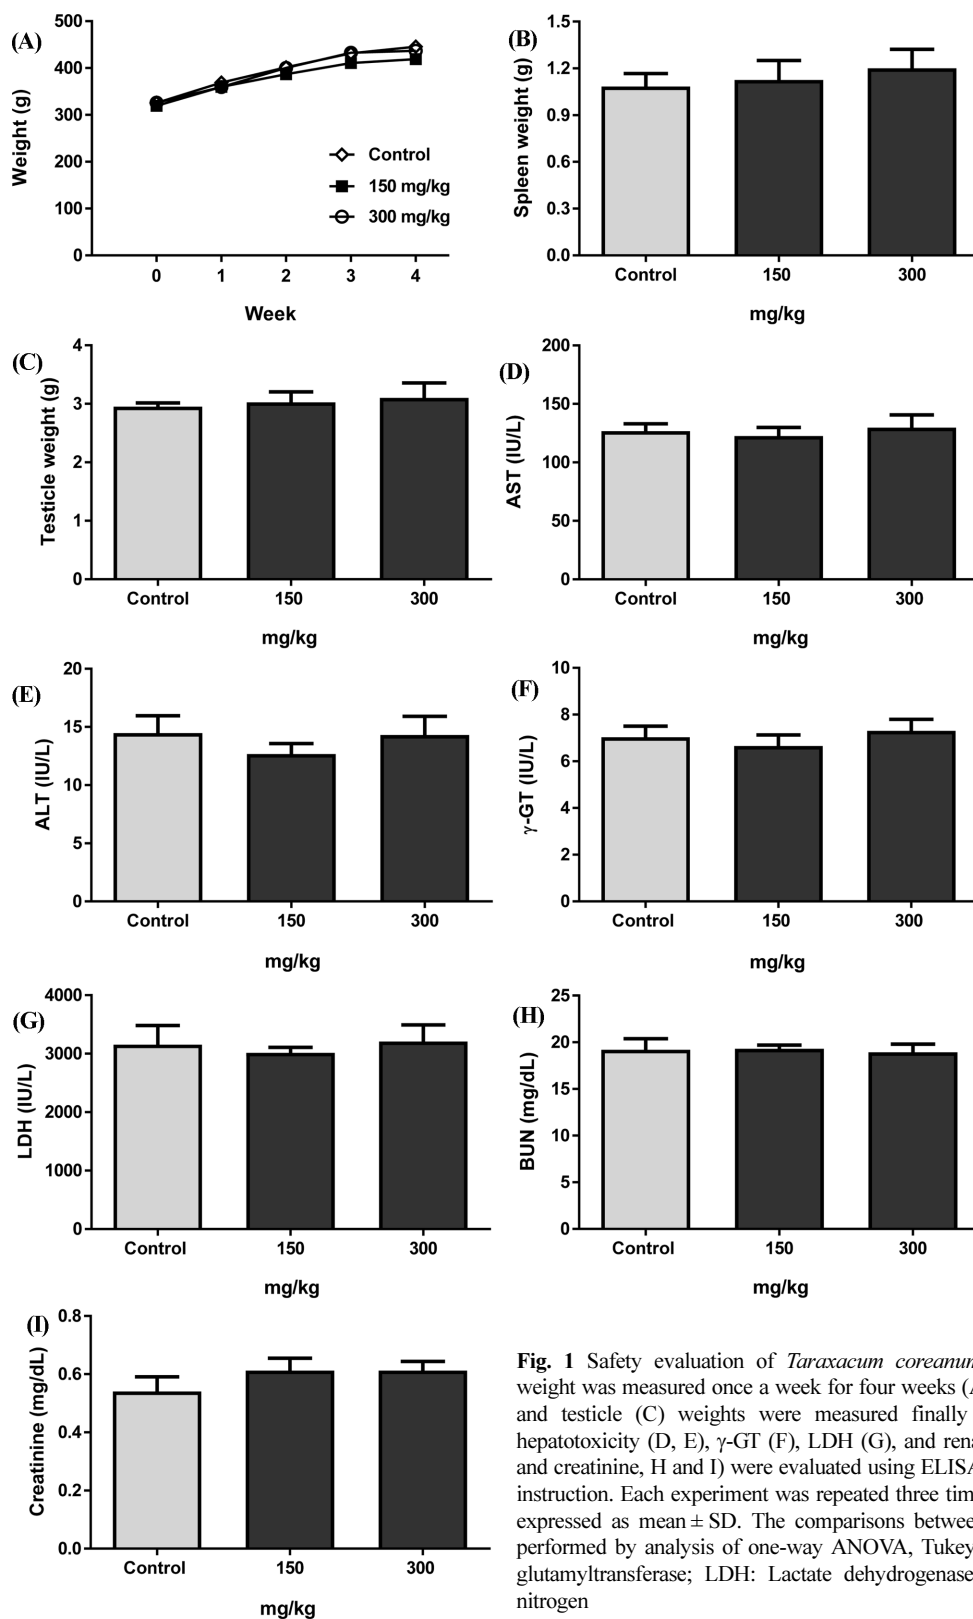 (A)
500
400
300
200
100
0
Weight (g)
Control
150 mg/kg
300 mg/kg
0 1 2 3 4
Week
(B)
1.5
1.2
0.9
0.6
0.3
0.0
Spleen weight (g)
Control 150 300
mg/kg
(C)
4
3
2
1
0
Testicle weight (g)
Control 150 300
mg/kg
(D)
200
150
100
50
0
AST (IU/L)
Control 150 300
mg/kg
(E)
20
15
10
5
0
ALT (IU/L)
Control 150 300
mg/kg
(F)
10
8
6
4
2
0
γ-GT (IU/L)
Control 150 300
mg/kg
(G)
4000
3000
2000
1000
0
LDH (IU/L)
Control 150 300
mg/kg
(H)
25
20
15
10
5
0
BUN (mg/dL)
Control 150 300
mg/kg
(I)
0.8
0.6
0.4
0.2
0.0
Creatinine (mg/dL)
Control 150 300
mg/kg
Fig. 1 Safety evaluation of Taraxacum coreanum
weight was measured once a week for four weeks (A
and testicle (C) weights were measured finally
hepatotoxicity (D, E), γ-GT (F), LDH (G), and rena
and creatinine, H and I) were evaluated using ELISA
instruction. Each experiment was repeated three tim
expressed as mean ± SD. The comparisons betwee
performed by analysis of one-way ANOVA, Tukey
glutamyltransferase; LDH: Lactate dehydrogenase
nitrogen